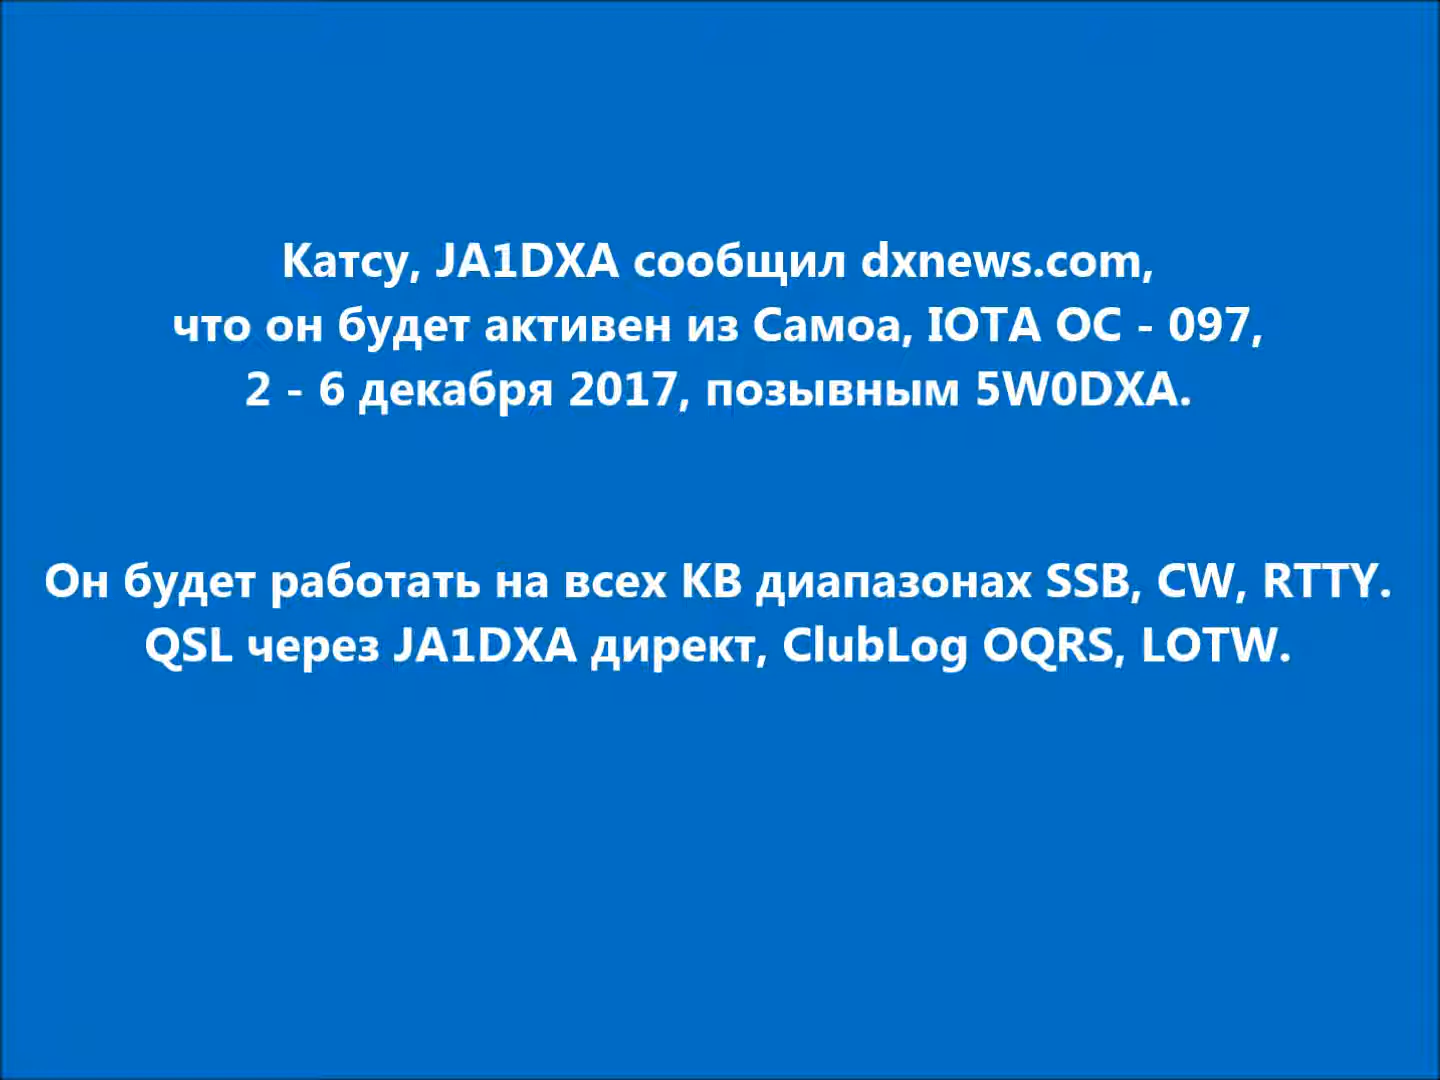 Катсу, JA1DXA сообщил dxnews.com,
что он будет активен из Самоа, IOTA OC - 097,
2 - 6 декабря 2017, позывным 5W0DXA.
Он будет работать на всех КВ диапазонах SSB, CW, RTTY.
QSL через JA1DXA директ, ClubLog OQRS, LOTW.